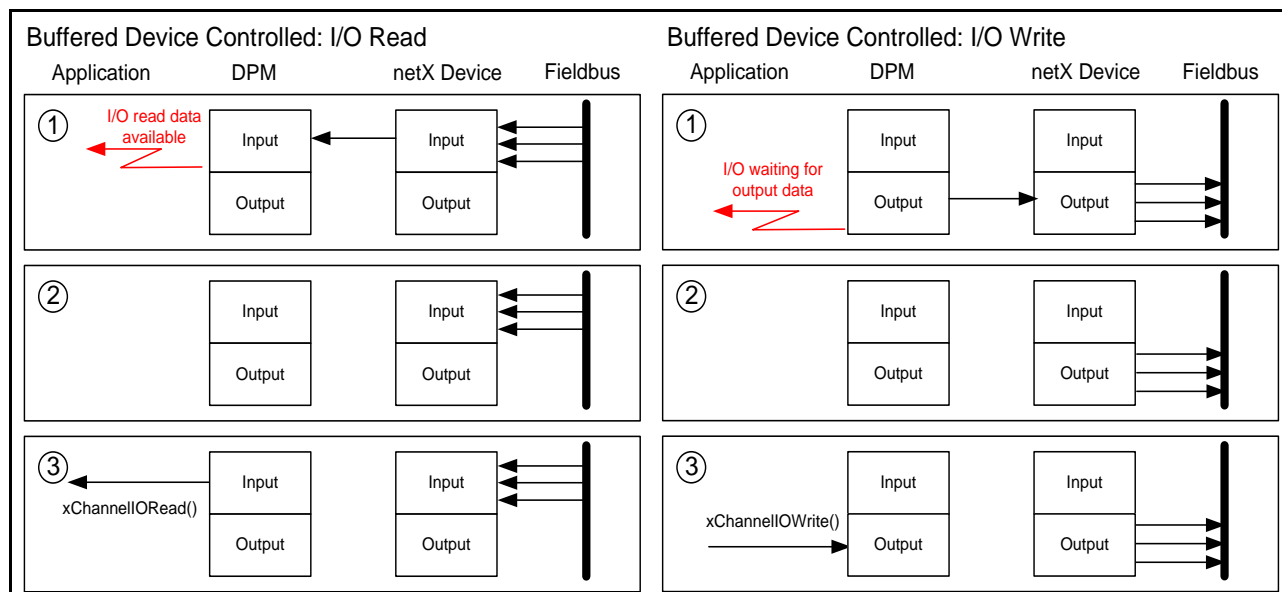 Buffered Device Controlled: I/O Read
Application DPM netX Device Fieldbus
1
I/O read data
available
Input Input
Output Output
2
Input Input
Output Output
3
Input Input
xChannelIORead()
Output Output
Buffered Device Controlled: I/O Write
Application DPM netX Device Fieldbus
1
Input Input
I/O waiting for
output data
Output Output
2
Input Input
Output Output
3
Input Input
xChannelIOWrite()
Output Output